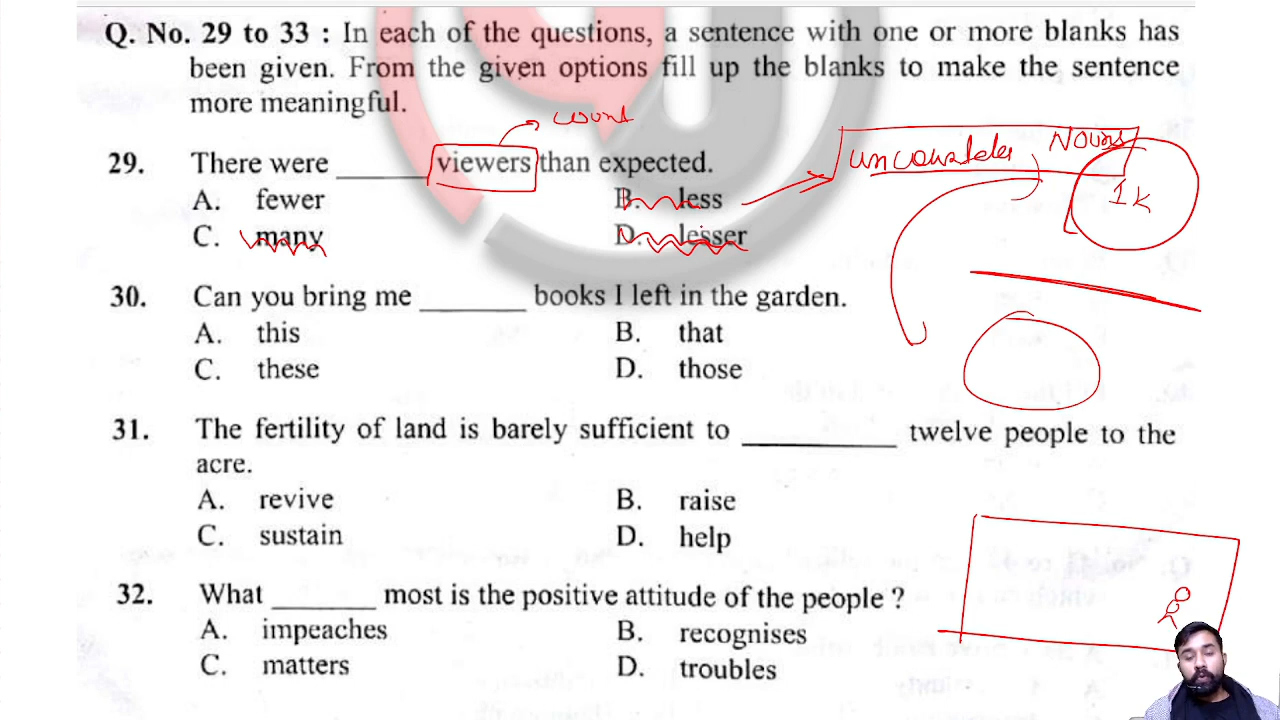 Q. No. 29 to 33 : In each of the questions, a sentence with one or more blanks has
been given. From the given options fill up the blanks to make the sentence
more meaningful.
count
uncountable Nouns
29. There were ______ viewers than expected.
1k
A. fewer B. less
C. many D. lesser
30. Can you bring me ______ books I left in the garden.
A. this B. that
C. these D. those
31. The fertility of land is barely sufficient to ______ twelve people to the
acre.
A. revive B. raise
C. sustain D. help
32. What ______ most is the positive attitude of the people ?
A. impeaches B. recognises
C. matters D. troubles